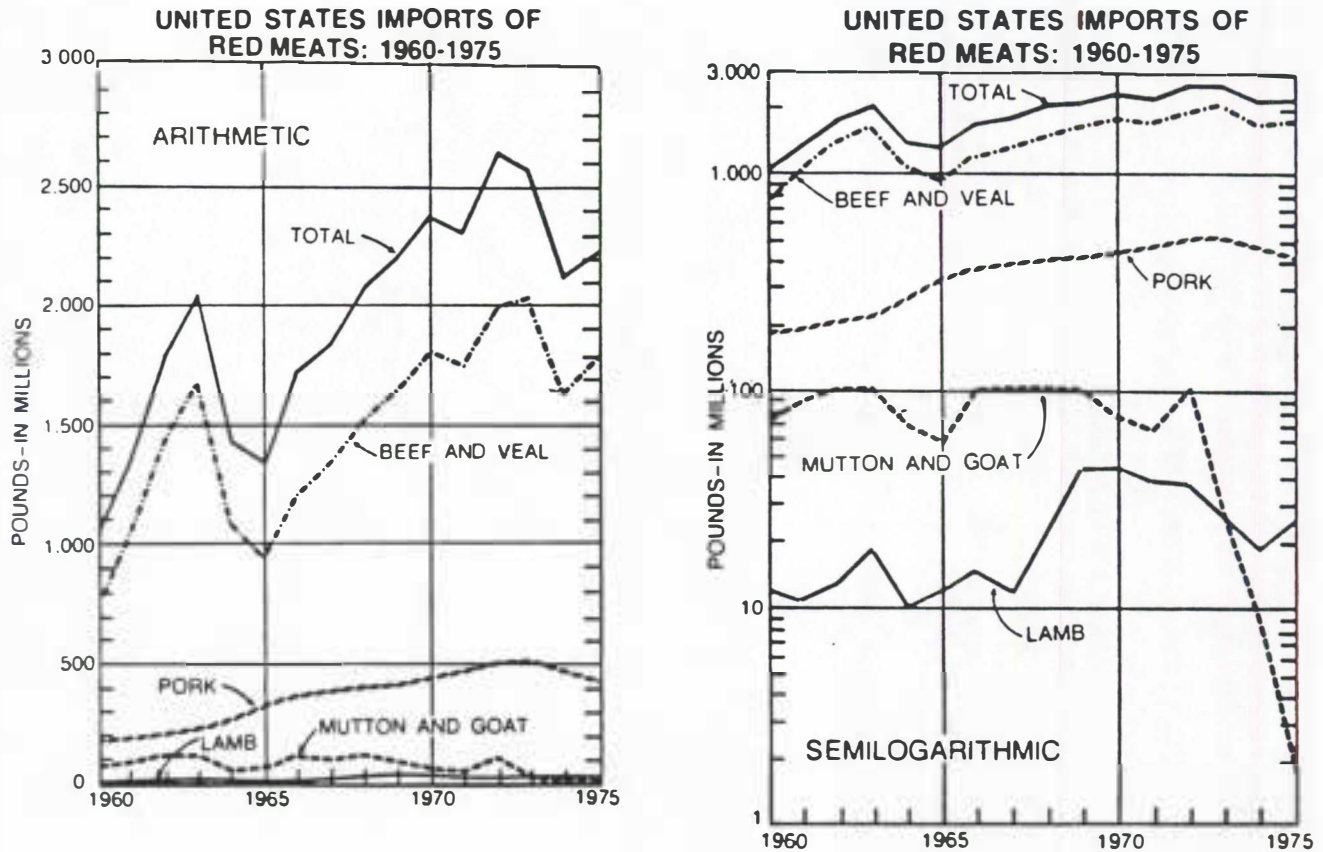 UNITED STATES IMPORTS OF
RED MEATS: 1960-1975
3 000
ARITHMETIC
2.500
TOTAL
2.000
POUNDS-IN MILLIONS
1.500
BEEF AND VEAL
1.000
500
PORK
MUTTON AND GOAT
LAMB
0
1960
1965
1970
1975
UNITED STATES IMPORTS OF
RED MEATS: 1960-1975
3.000
TOTAL
1.000
BEEF AND VEAL
PORK
POUNDS-IN MILLIONS
100
MUTTON AND GOAT
10
LAMB
SEMILOGARITHMIC
1
1960
1965
1970
1975